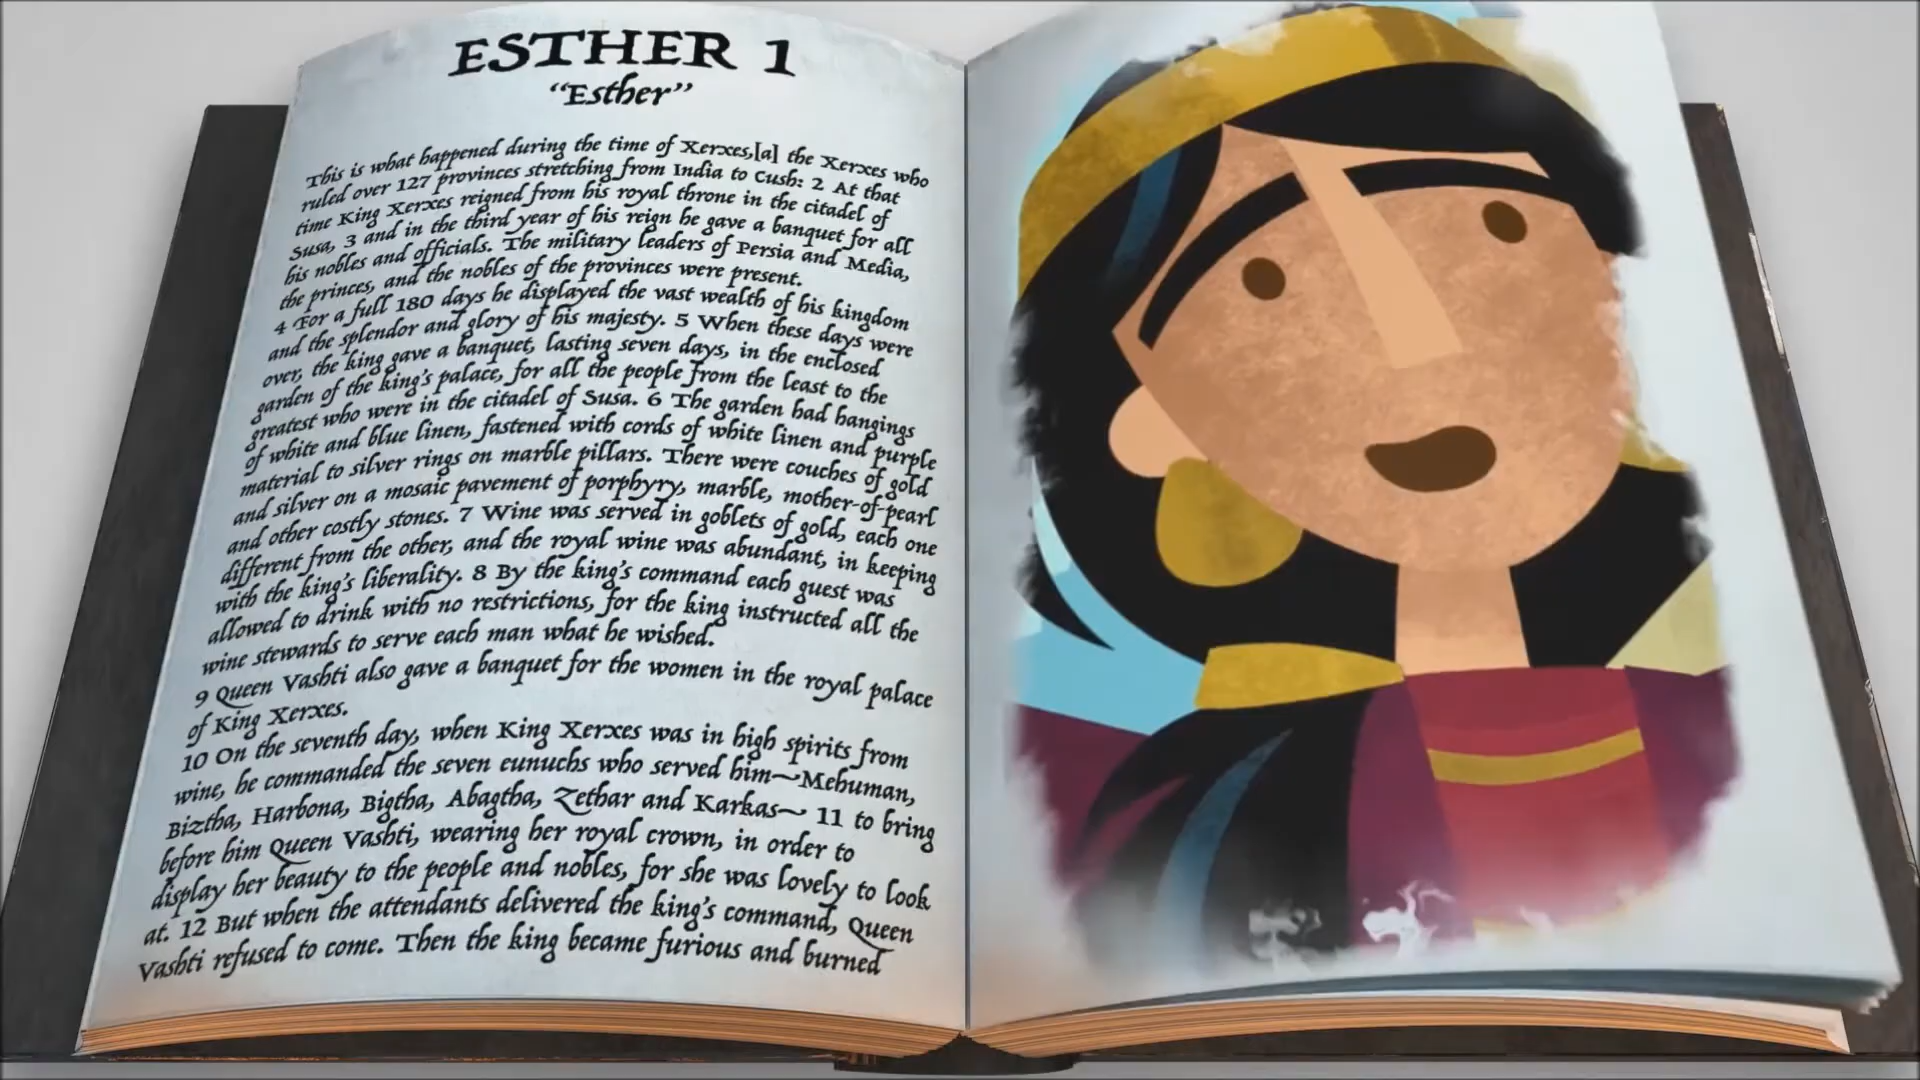 ESTHER 1
“Esther”
This is what happened during the time of Xerxes,[a] the Xerxes who
ruled over 127 provinces stretching from India to Cush: 2 At that
time King Xerxes reigned from his royal throne in the citadel of
Susa, 3 and in the third year of his reign he gave a banquet for all
his nobles and officials. The military leaders of Persia and Media,
the princes, and the nobles of the provinces were present.
4 For a full 180 days he displayed the vast wealth of his kingdom
and the splendor and glory of his majesty. 5 When these days were
over, the king gave a banquet, lasting seven days, in the enclosed
garden of the king’s palace, for all the people from the least to the
greatest who were in the citadel of Susa. 6 The garden had hangings
of white and blue linen, fastened with cords of white linen and purple
material to silver rings on marble pillars. There were couches of gold
and silver on a mosaic pavement of porphyry, marble, mother-of-pearl
and other costly stones. 7 Wine was served in goblets of gold, each one
different from the other, and the royal wine was abundant, in keeping
with the king’s liberality. 8 By the king’s command each guest was
allowed to drink with no restrictions, for the king instructed all the
wine stewards to serve each man what he wished.
9 Queen Vashti also gave a banquet for the women in the royal palace
of King Xerxes.
10 On the seventh day, when King Xerxes was in high spirits from
wine, he commanded the seven eunuchs who served him—Mehuman,
Biztha, Harbona, Bigtha, Abagtha, Zethar and Karkas— 11 to bring
before him Queen Vashti, wearing her royal crown, in order to
display her beauty to the people and nobles, for she was lovely to look
at. 12 But when the attendants delivered the king’s command, Queen
Vashti refused to come. Then the king became furious and burned